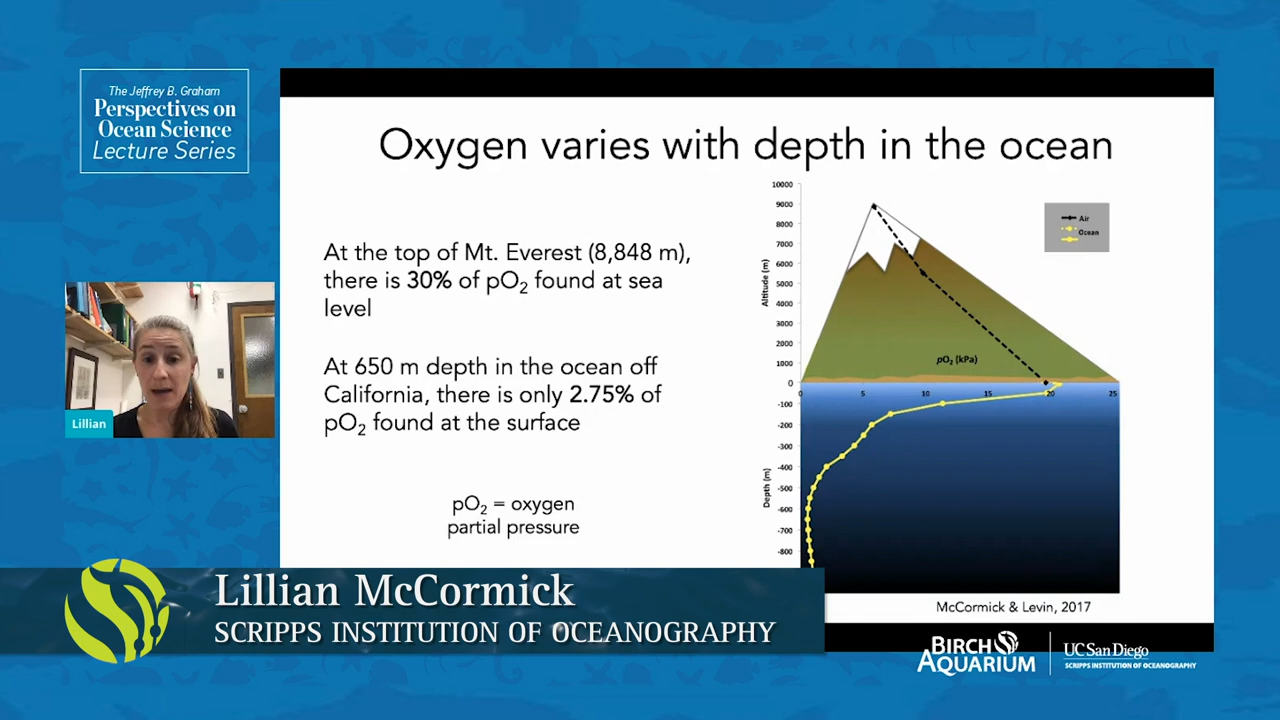 The Jeffrey B. Graham
Perspectives on
Ocean Science
Lecture Series
Oxygen varies with depth in the ocean
At the top of Mt. Everest (8,848 m),
there is 30% of pO₂ found at sea
level
At 650 m depth in the ocean off
California, there is only 2.75% of
pO₂ found at the surface
pO₂ = oxygen
partial pressure
Altitude (m)
10000
9000
8000
7000
6000
5000
4000
3000
2000
1000
0
Air
Ocean
pO₂ (kPa)
5
10
15
20
25
Depth (m)
-100
-200
-300
-400
-500
-600
-700
-800
McCormick & Levin, 2017
Lillian
Lillian McCormick
SCRIPPS INSTITUTION OF OCEANOGRAPHY
BIRCH
AQUARIUM
UC San Diego
SCRIPPS INSTITUTION OF OCEANOGRAPHY